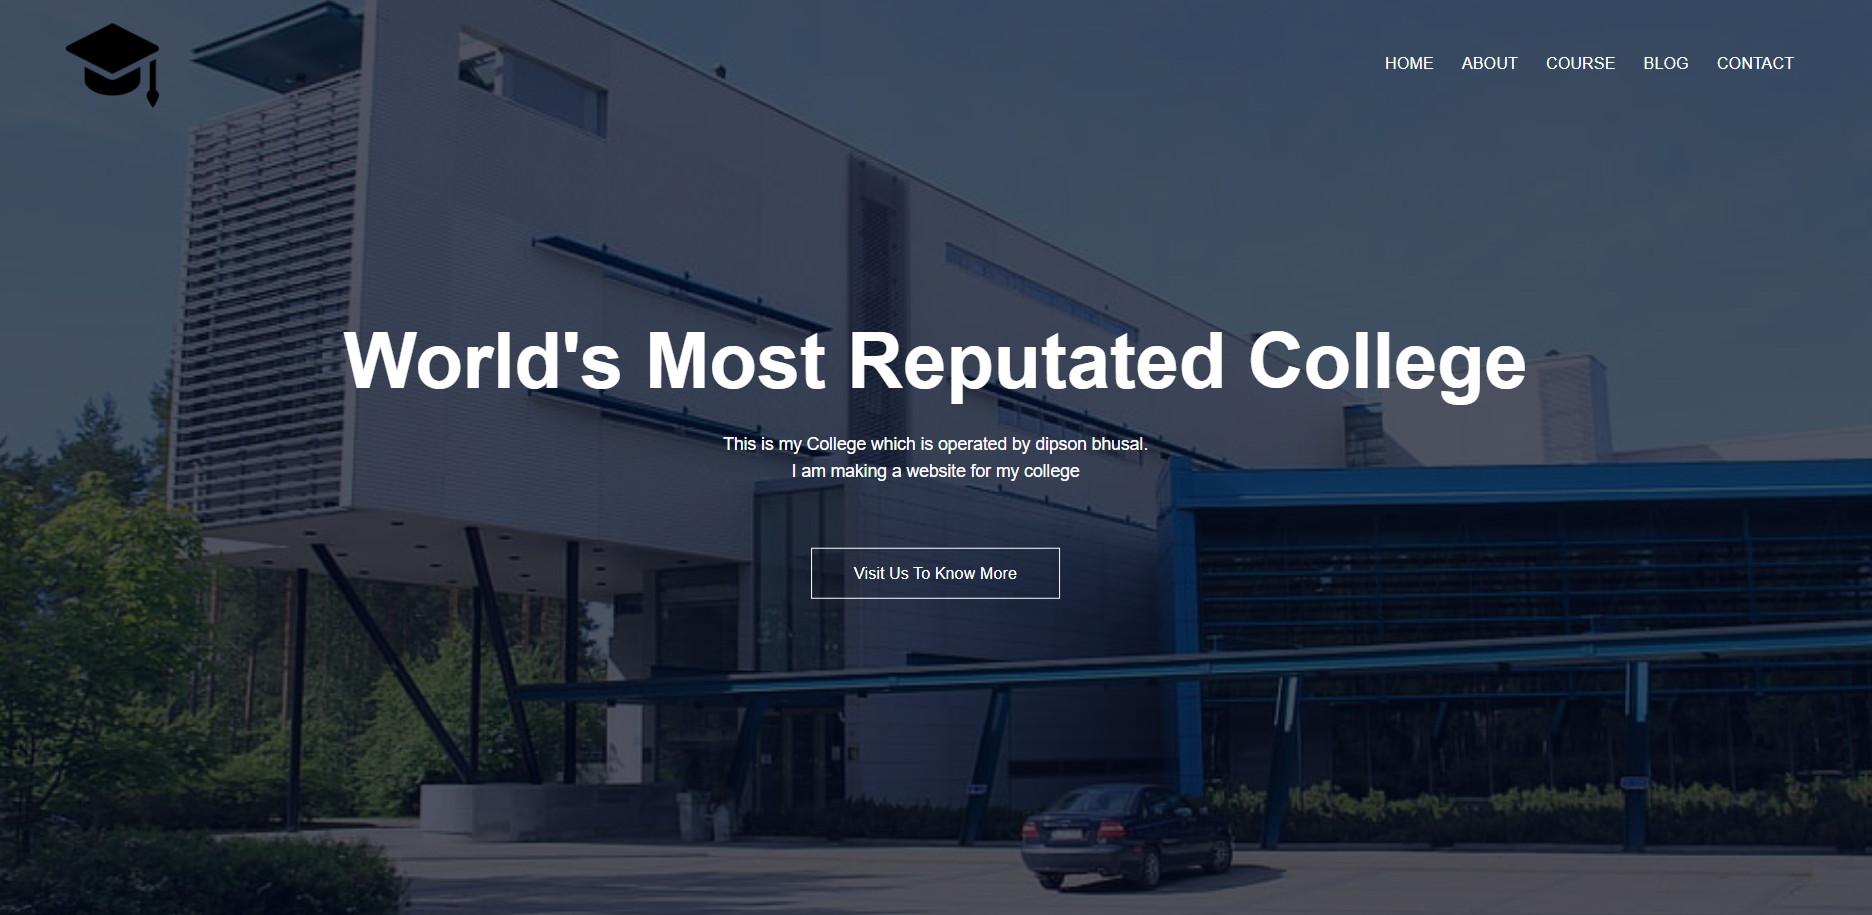 HOME ABOUT COURSE BLOG CONTACT
World's Most Reputated College
This is my College which is operated by dipson bhusal.
I am making a website for my college
Visit Us To Know More